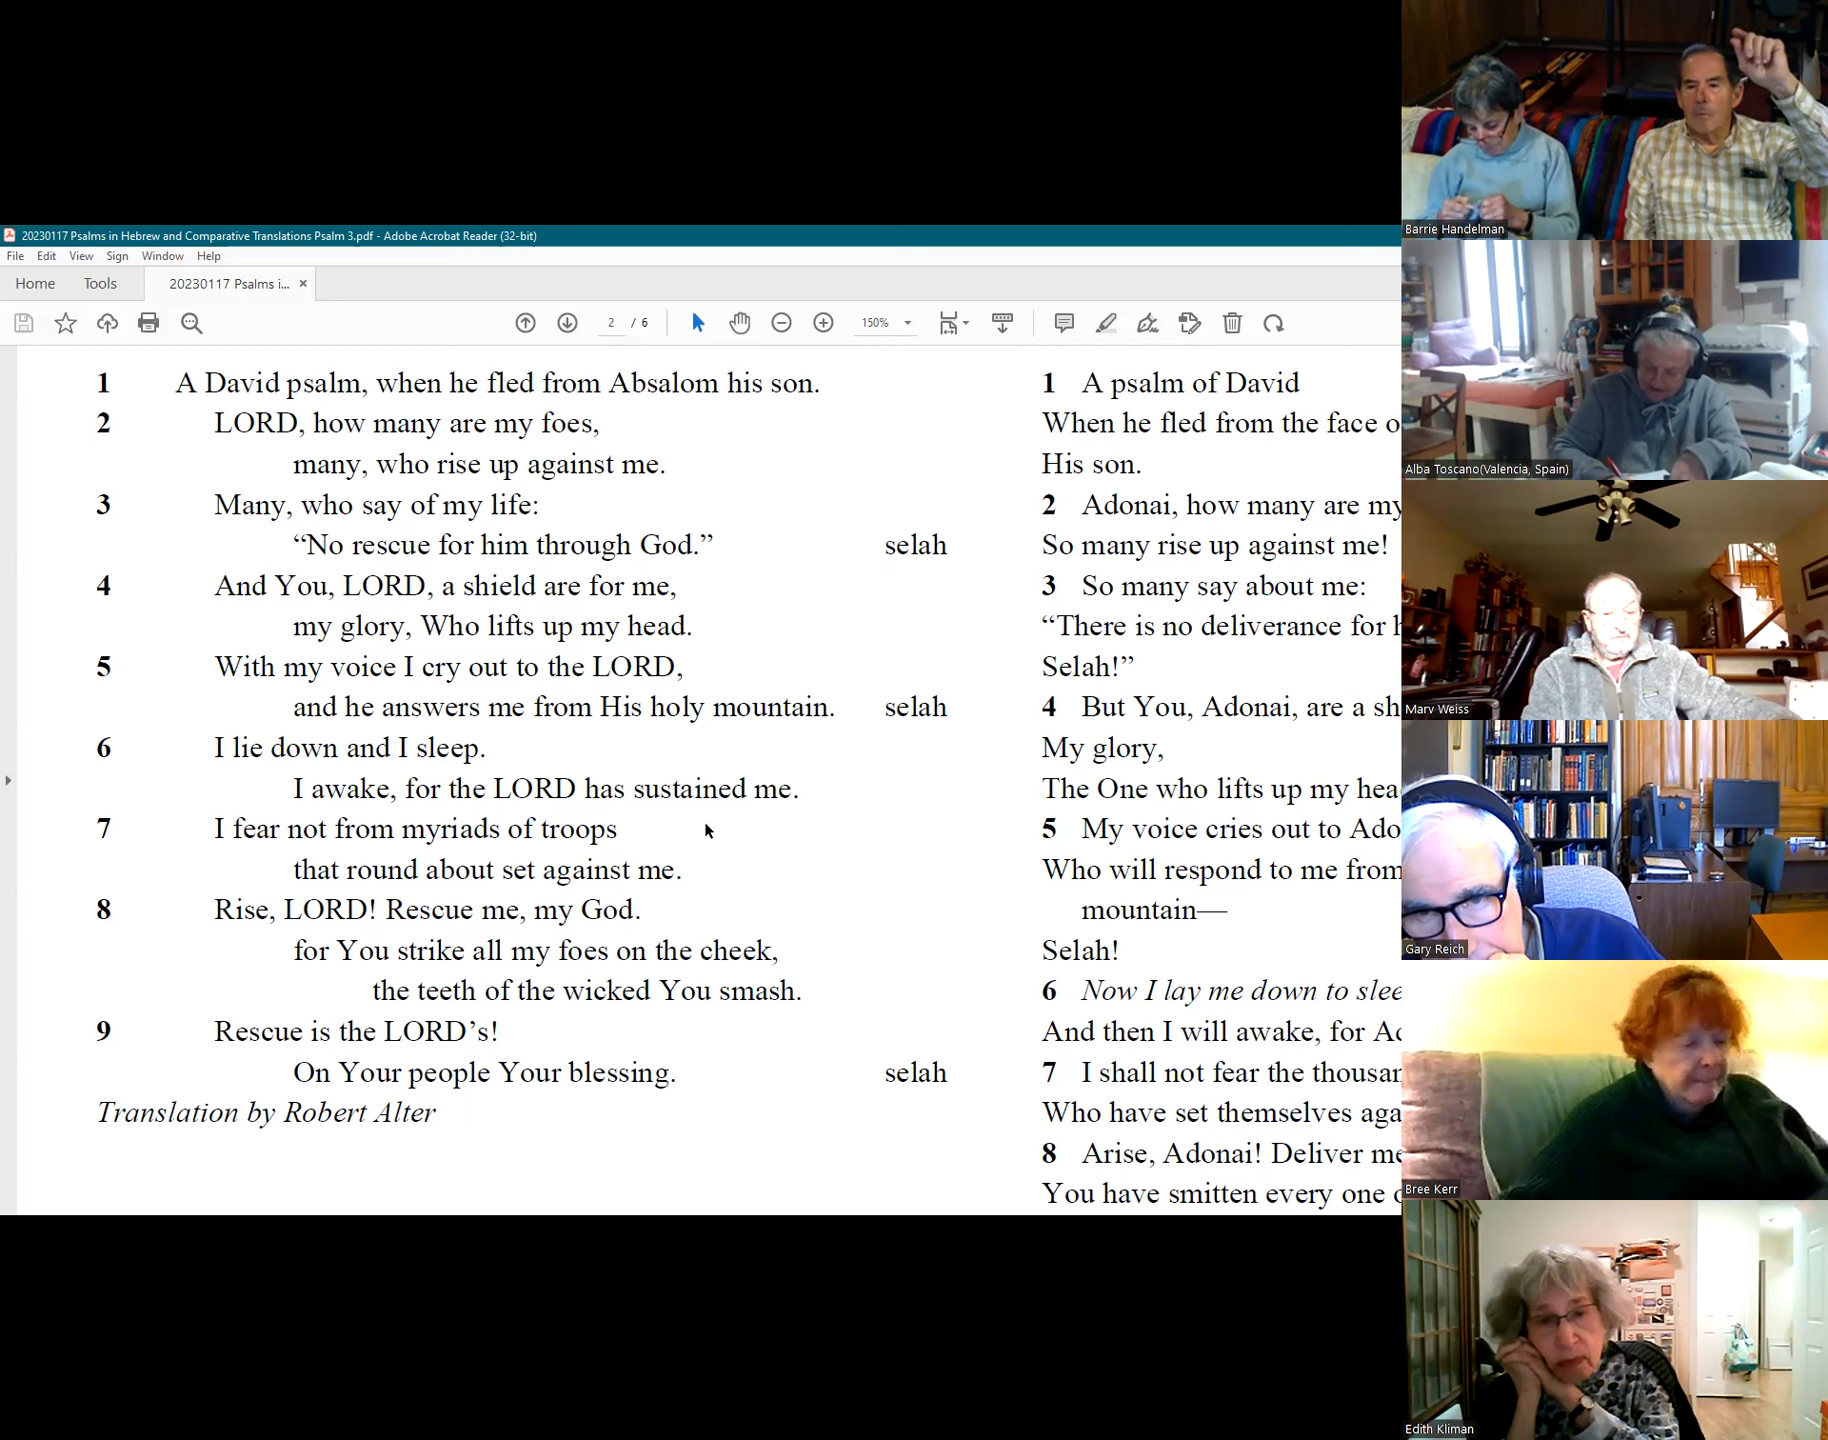 20230117 Psalms in Hebrew and Comparative Translations Psalm 3.pdf - Adobe Acrobat Reader (32-bit)
File Edit View Sign Window Help
Home Tools 20230117 Psalms i... ×
2 / 6 150%
1 A David psalm, when he fled from Absalom his son.
2 LORD, how many are my foes,
many, who rise up against me.
3 Many, who say of my life:
“No rescue for him through God.” selah
4 And You, LORD, a shield are for me,
my glory, Who lifts up my head.
5 With my voice I cry out to the LORD,
and he answers me from His holy mountain. selah
6 I lie down and I sleep.
I awake, for the LORD has sustained me.
7 I fear not from myriads of troops
that round about set against me.
8 Rise, LORD! Rescue me, my God.
for You strike all my foes on the cheek,
the teeth of the wicked You smash.
9 Rescue is the LORD’s!
On Your people Your blessing. selah
Translation by Robert Alter
1 A psalm of David
When he fled from the face o
His son.
2 Adonai, how many are my
So many rise up against me!
3 So many say about me:
“There is no deliverance for h
Selah!”
4 But You, Adonai, are a sh
My glory,
The One who lifts up my hea
5 My voice cries out to Ado
Who will respond to me from
mountain—
Selah!
6 Now I lay me down to slee
And then I will awake, for Ad
7 I shall not fear the thousan
Who have set themselves aga
8 Arise, Adonai! Deliver me
You have smitten every one o
Barrie Handelman
Alba Toscano(Valencia, Spain)
Marv Weiss
Gary Reich
Bree Kerr
Edith Kliman